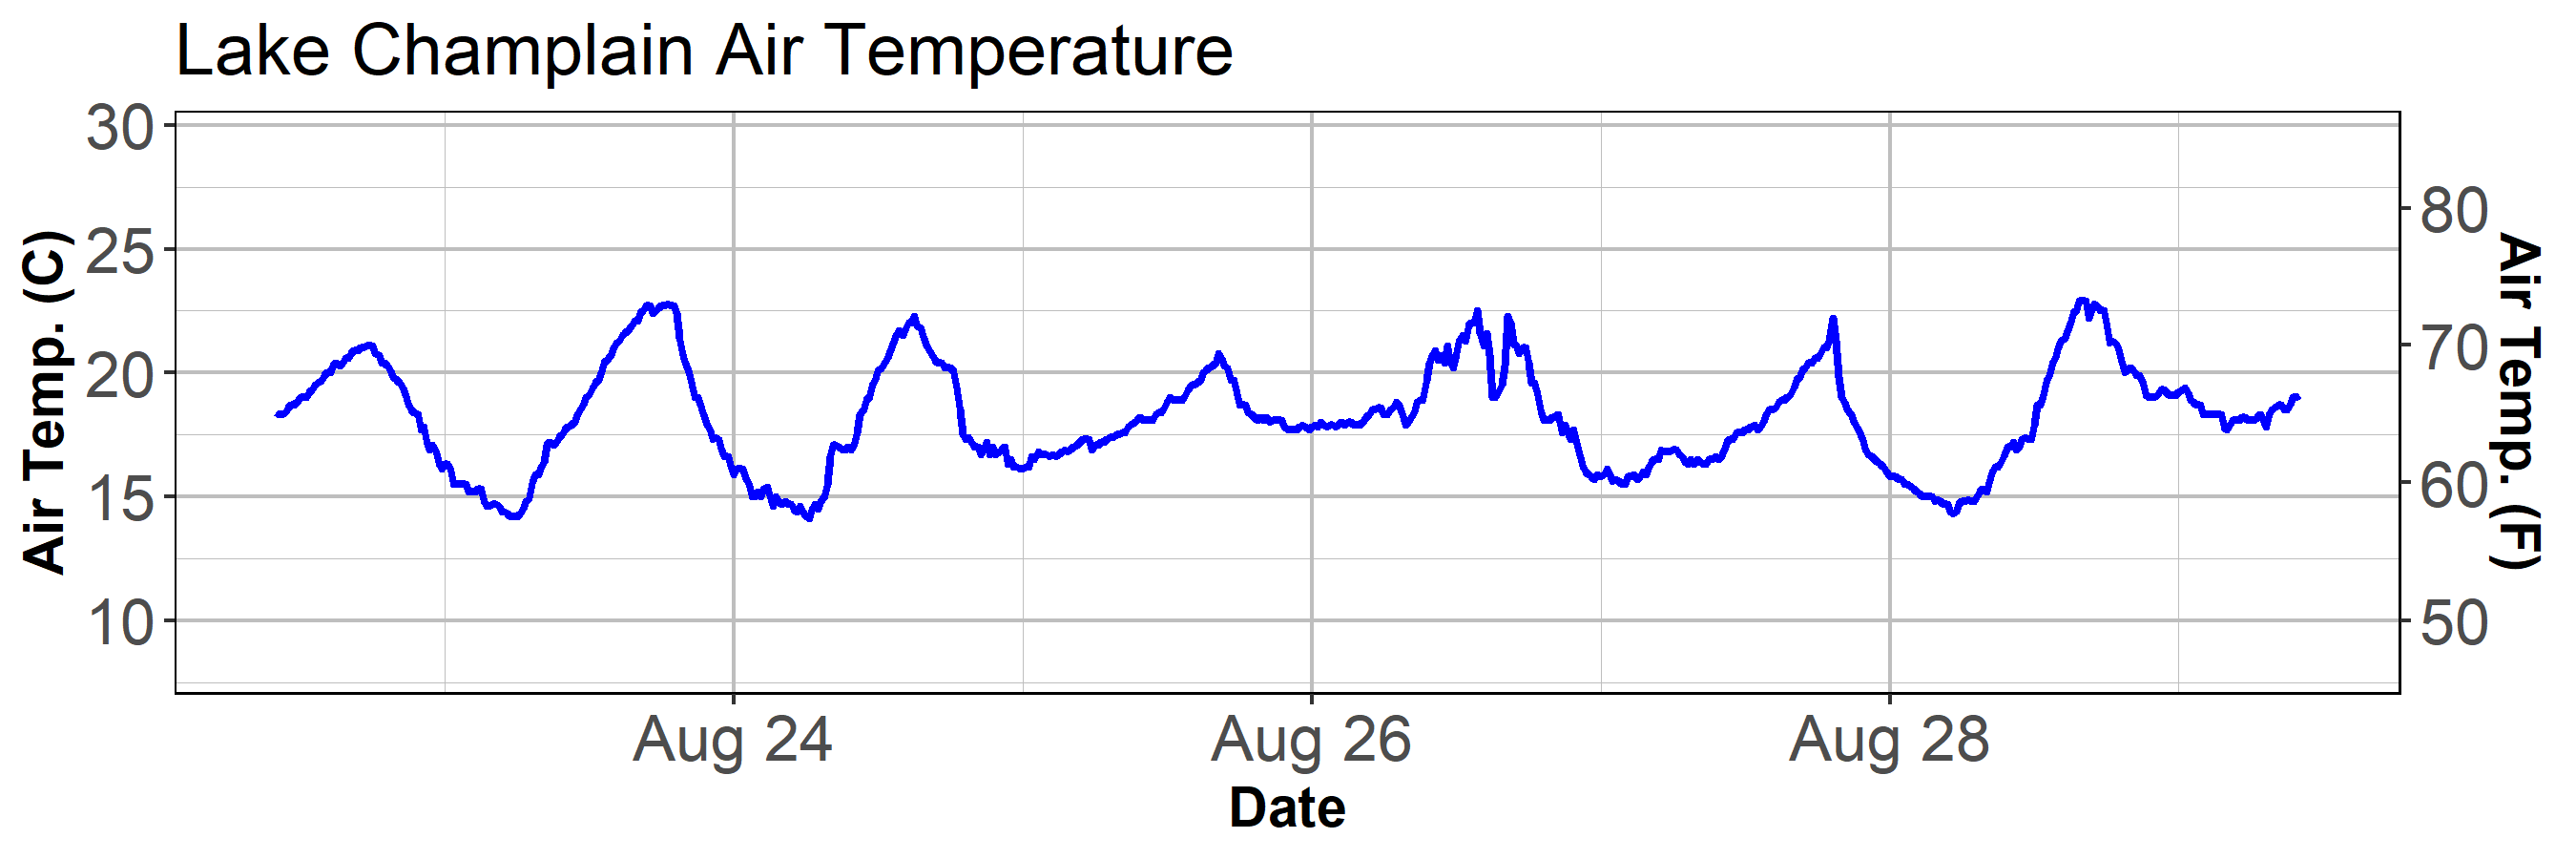 Lake Champlain Air Temperature
30
25
20
15
10
Air Temp. (C)
80
70
60
50
Air Temp. (F)
Aug 24
Aug 26
Aug 28
Date